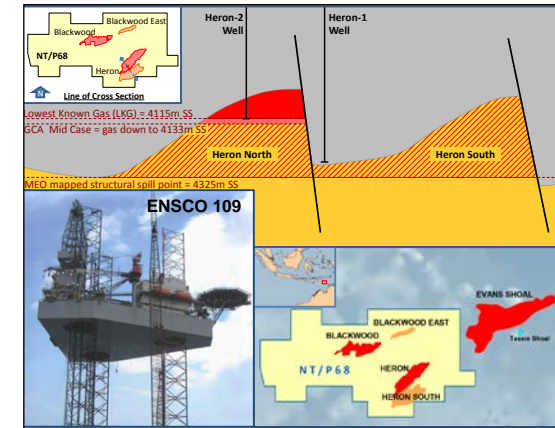 Heron-2
Well
Heron-1
Well
Blackwood East
Blackwood
NT/P68
Heron
N
Line of Cross Section
Lowest Known Gas (LKG) = 4115m SS
GCA Mid Case = gas down to 4133m SS
Heron North
Heron South
MEO mapped structural spill point = 4325m SS
ENSCO 109
EVANS SHOAL
Tassie Shoal
BLACKWOOD EAST
BLACKWOOD
NT/P68
HERON
HERON SOUTH